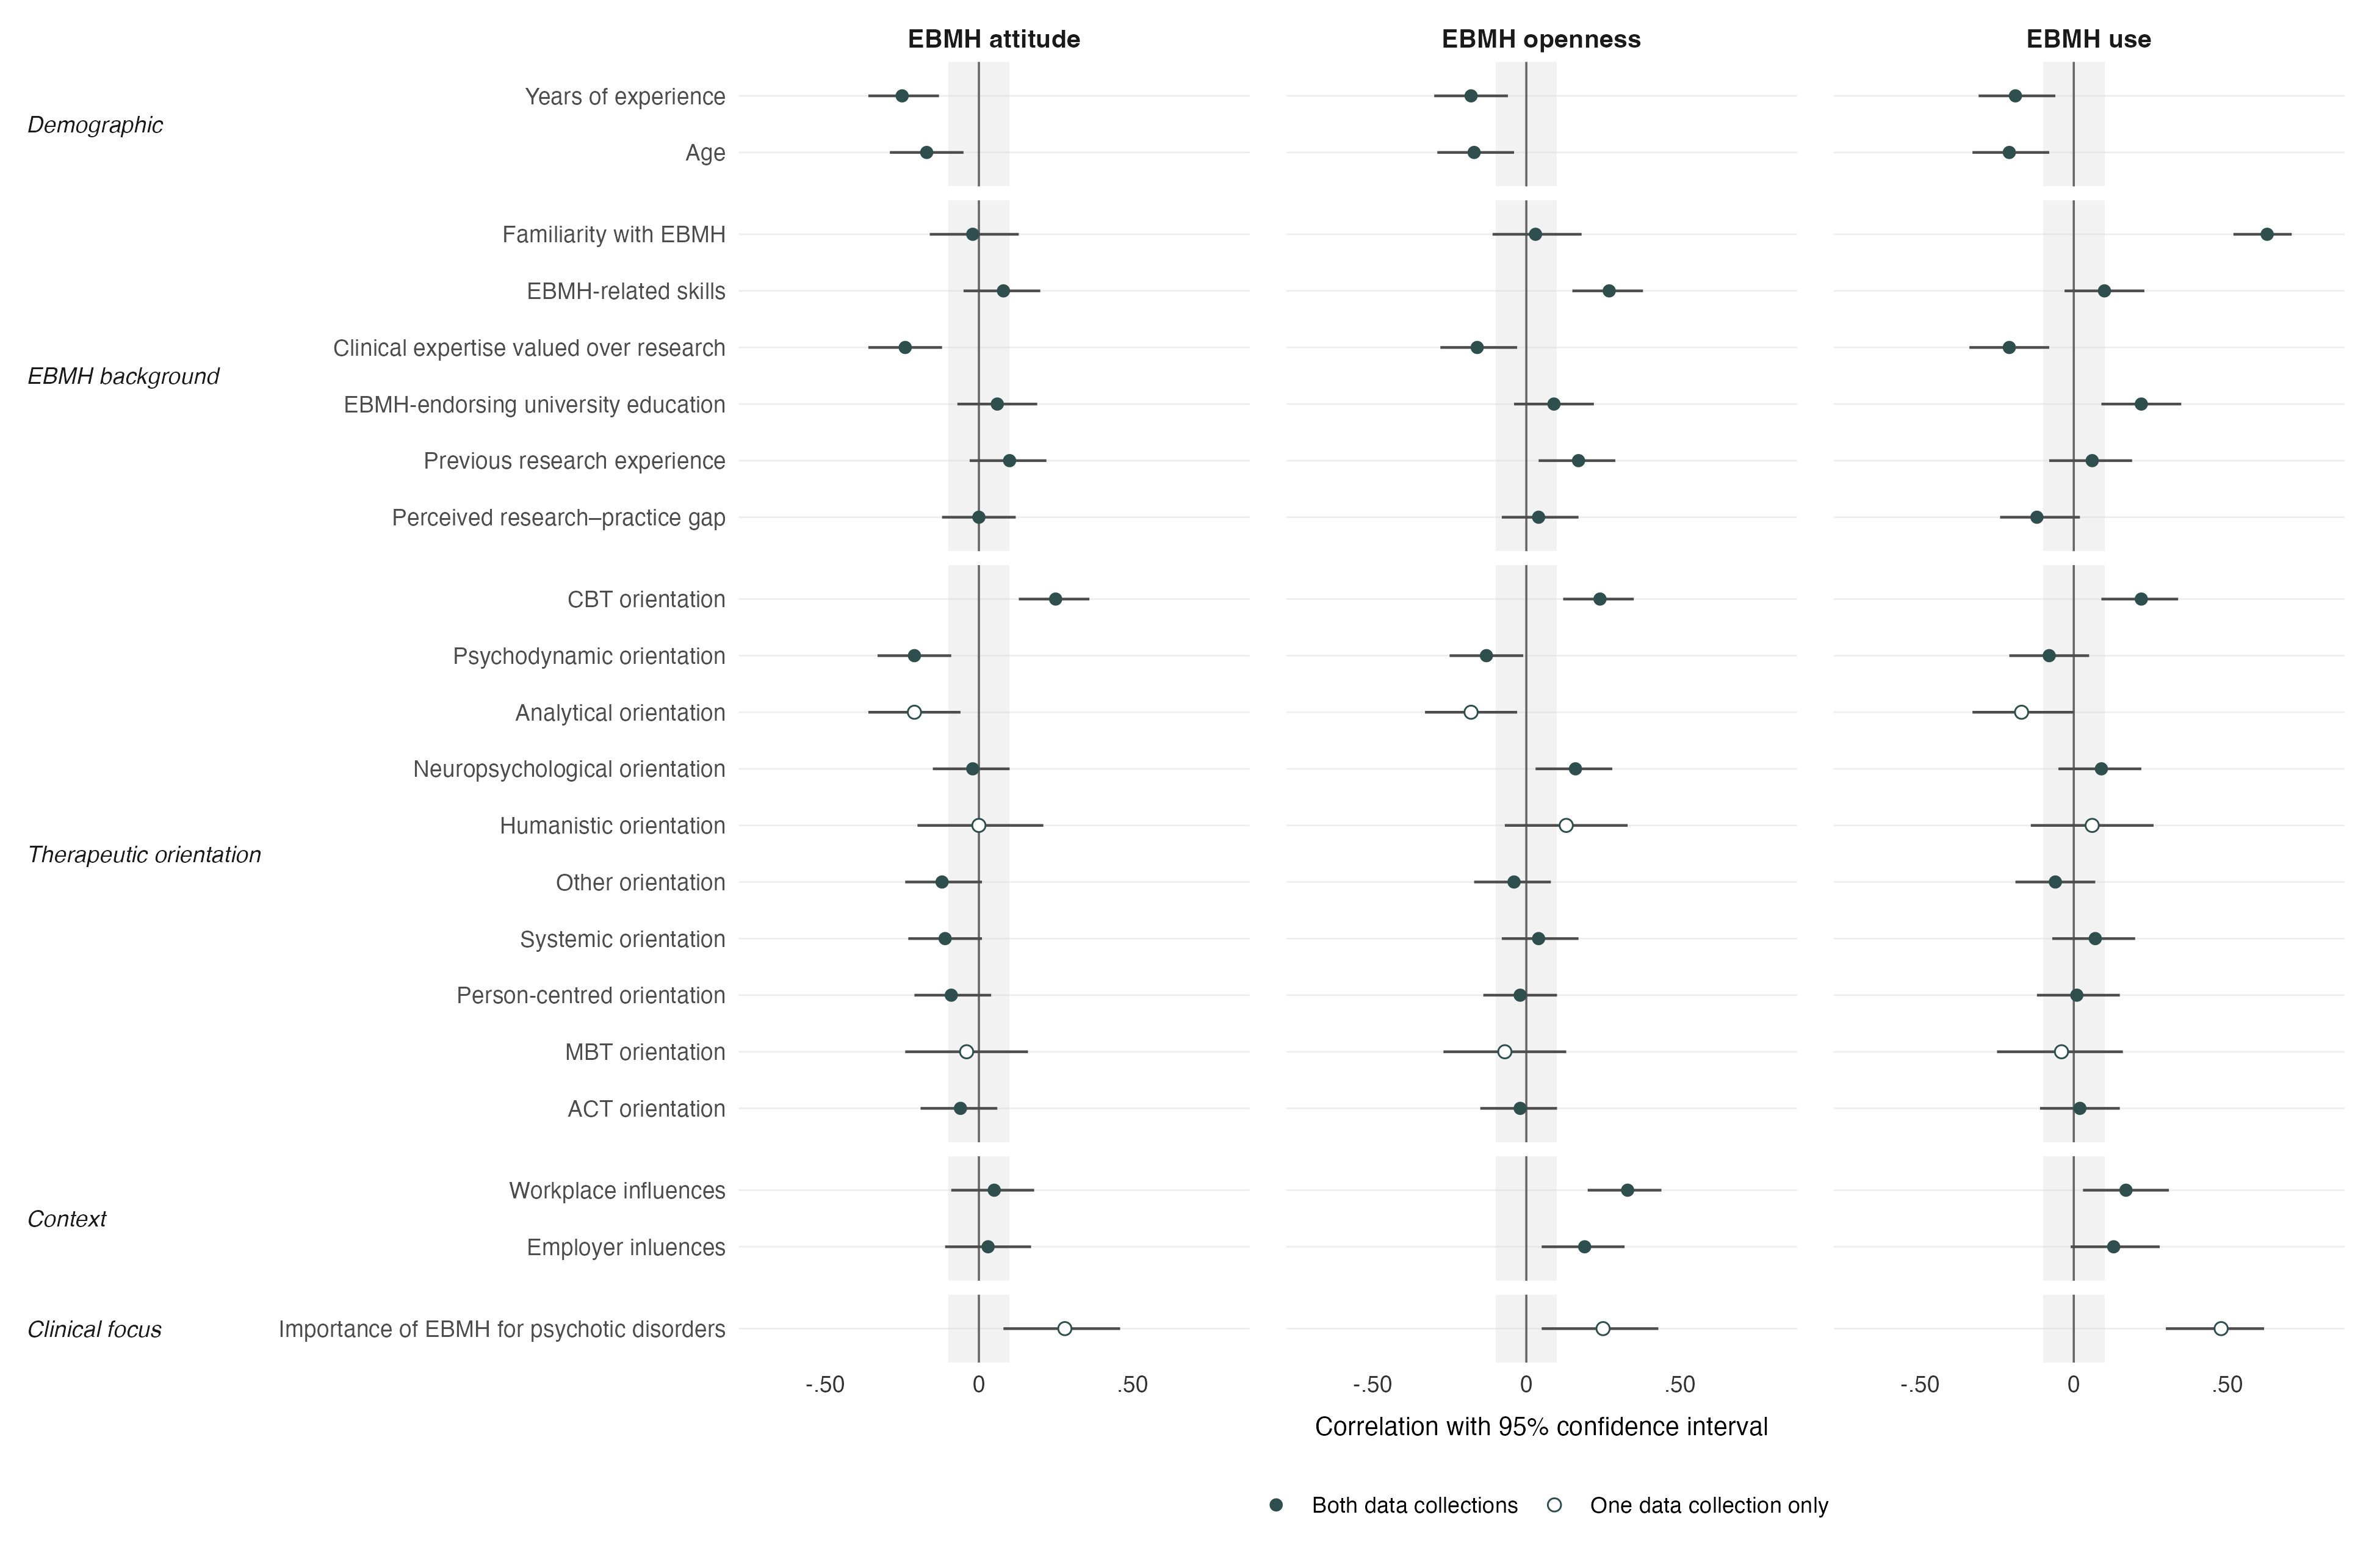 EBMH attitude EBMH openness EBMH use
Demographic
Years of experience
Age
EBMH background
Familiarity with EBMH
EBMH-related skills
Clinical expertise valued over research
EBMH-endorsing university education
Previous research experience
Perceived research–practice gap
Therapeutic orientation
CBT orientation
Psychodynamic orientation
Analytical orientation
Neuropsychological orientation
Humanistic orientation
Other orientation
Systemic orientation
Person-centred orientation
MBT orientation
ACT orientation
Context
Workplace influences
Employer inluences
Clinical focus
Importance of EBMH for psychotic disorders
-.50 0 .50 -.50 0 .50 -.50 0 .50
Correlation with 95% confidence interval
Both data collections One data collection only